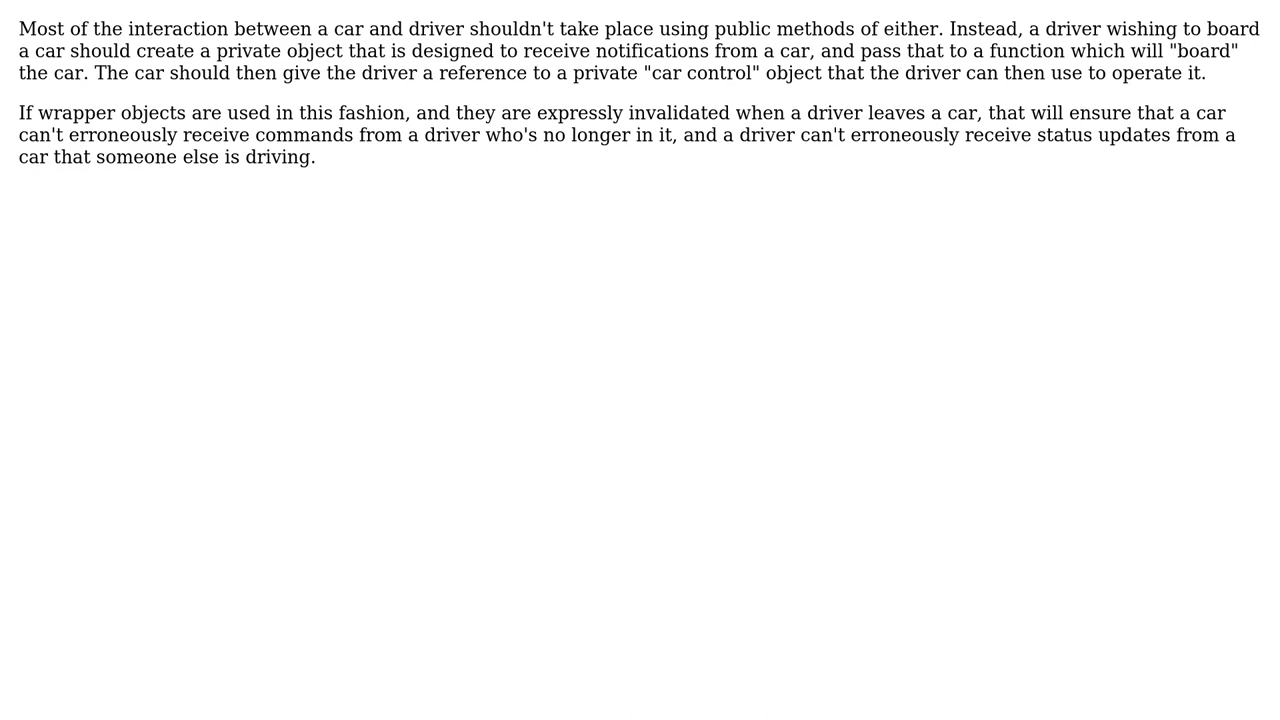 Most of the interaction between a car and driver shouldn't take place using public methods of either. Instead, a driver wishing to board
a car should create a private object that is designed to receive notifications from a car, and pass that to a function which will "board"
the car. The car should then give the driver a reference to a private "car control" object that the driver can then use to operate it.
If wrapper objects are used in this fashion, and they are expressly invalidated when a driver leaves a car, that will ensure that a car
can't erroneously receive commands from a driver who's no longer in it, and a driver can't erroneously receive status updates from a
car that someone else is driving.